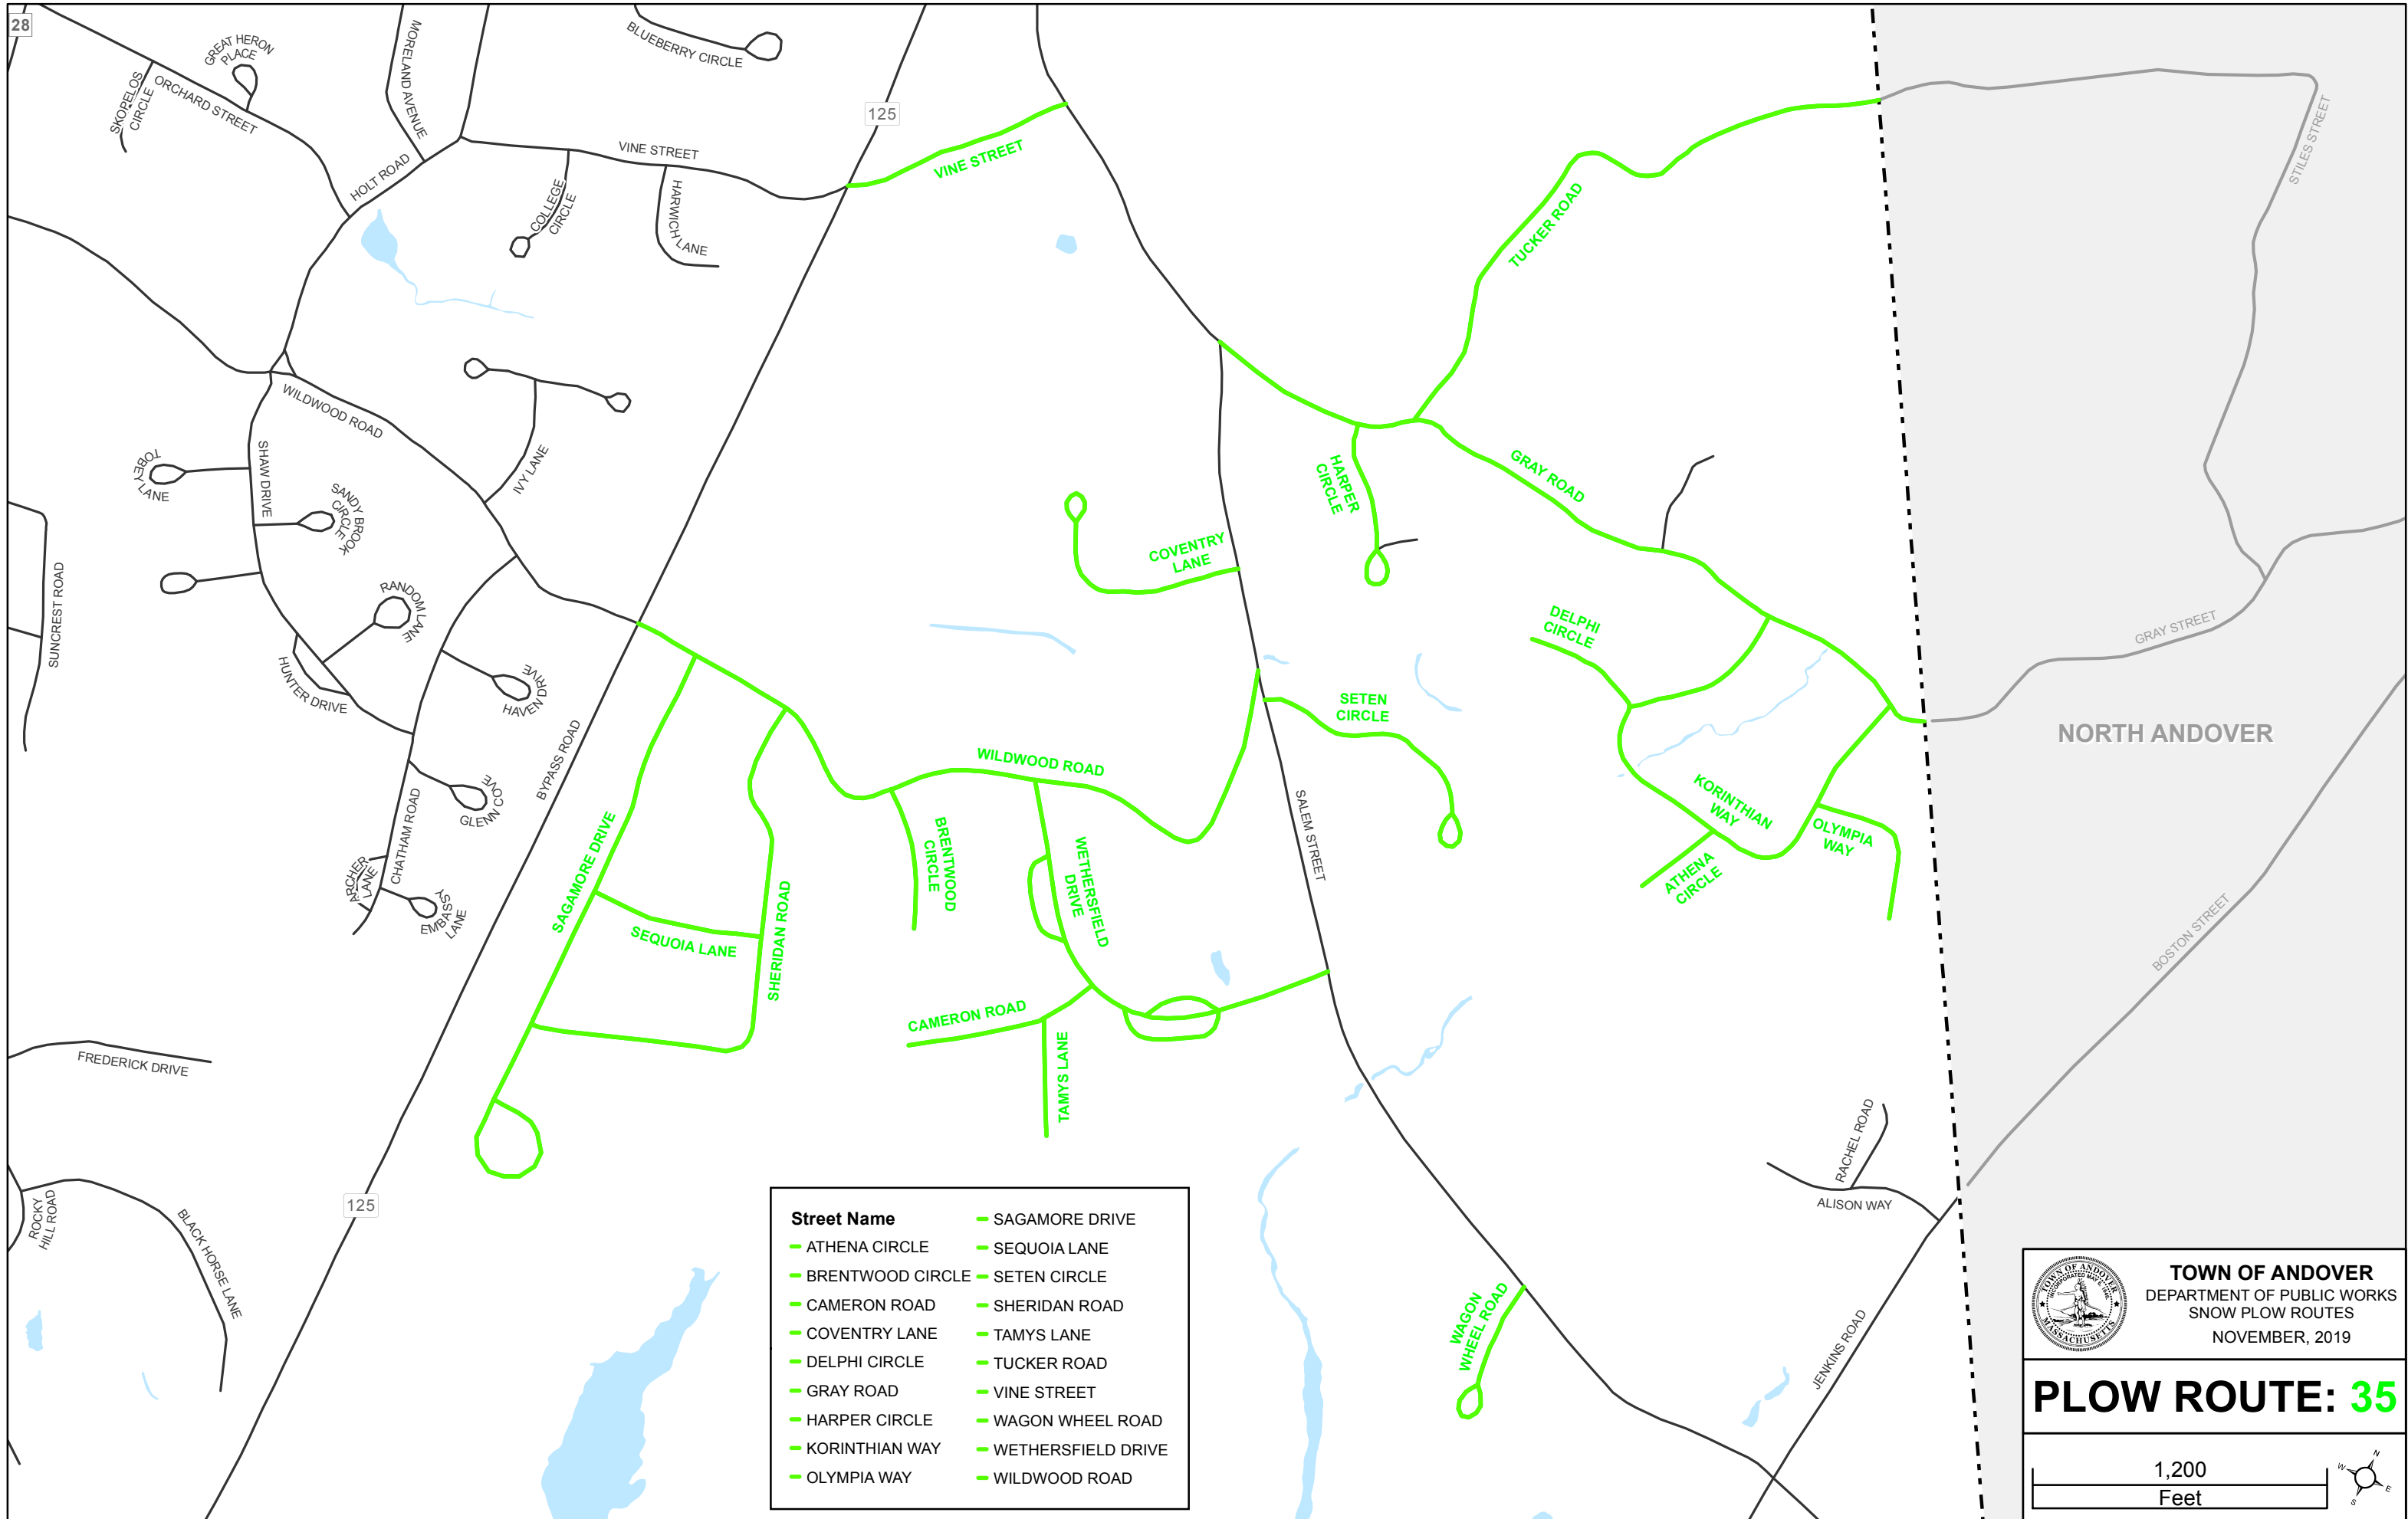 28
GREAT HERON
PLACE
SKOPELOS
CIRCLE
ORCHARD STREET
MORELAND AVENUE
BLUEBERRY CIRCLE
125
HOLT ROAD
VINE STREET
VINE STREET
COLLEGE
CIRCLE
HARWICH LANE
TUCKER ROAD
STILES STREET
WILDWOOD ROAD
IVY LANE
TOBEY LANE
SHAW DRIVE
SANDY BROOK
CIRCLE
RANDOM LANE
HUNTER DRIVE
SUNCREST ROAD
HAVEN DRIVE
GLENN COVE
CHATHAM ROAD
ARCHER
LANE
EMBASSY
LANE
BYPASS ROAD
HARPER
CIRCLE
GRAY ROAD
COVENTRY
LANE
DELPHI
CIRCLE
SETEN
CIRCLE
GRAY STREET
NORTH ANDOVER
WILDWOOD ROAD
KORINTHIAN
WAY
OLYMPIA
WAY
ATHENA
CIRCLE
SALEM STREET
SAGAMORE DRIVE
SEQUOIA LANE
SHERIDAN ROAD
BRENTWOOD
CIRCLE
WETHERSFIELD
DRIVE
CAMERON ROAD
TAMYS LANE
BOSTON STREET
FREDERICK DRIVE
ROCKY
HILL ROAD
BLACK HORSE LANE
125
RACHEL ROAD
ALISON WAY
JENKINS ROAD
WAGON
WHEEL ROAD
Street Name
ATHENA CIRCLE
BRENTWOOD CIRCLE
CAMERON ROAD
COVENTRY LANE
DELPHI CIRCLE
GRAY ROAD
HARPER CIRCLE
KORINTHIAN WAY
OLYMPIA WAY
SAGAMORE DRIVE
SEQUOIA LANE
SETEN CIRCLE
SHERIDAN ROAD
TAMYS LANE
TUCKER ROAD
VINE STREET
WAGON WHEEL ROAD
WETHERSFIELD DRIVE
WILDWOOD ROAD
TOWN OF ANDOVER
MASSACHUSETTS
TOWN OF ANDOVER
DEPARTMENT OF PUBLIC WORKS
SNOW PLOW ROUTES
NOVEMBER, 2019
PLOW ROUTE: 35
1,200
Feet
N
W
E
S